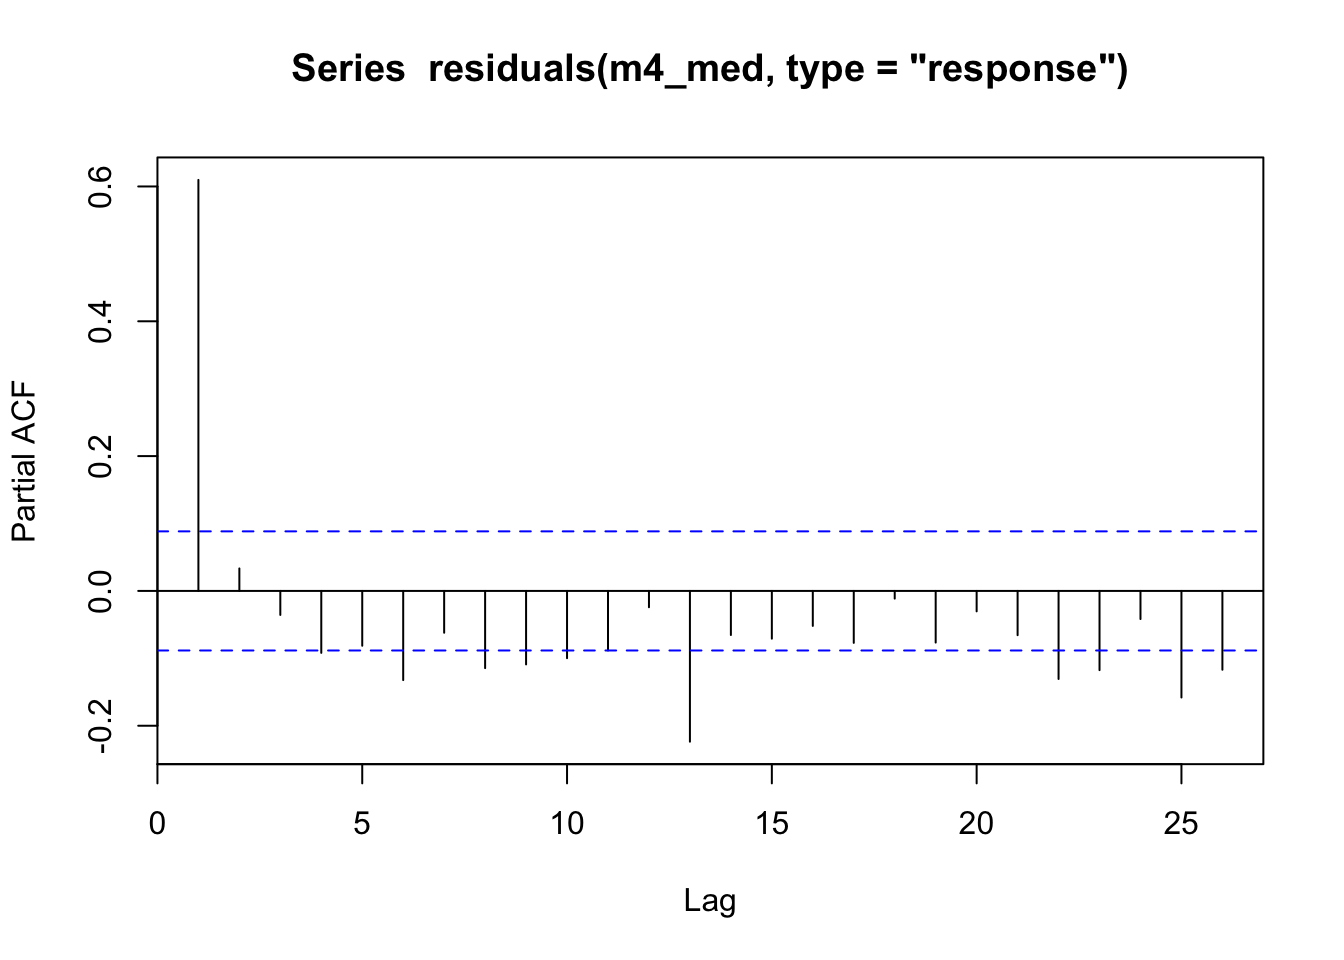 Series  residuals(m4_med, type = "response")
Partial ACF
0.6
0.4
0.2
0.0
-0.2
0 5 10 15 20 25
Lag